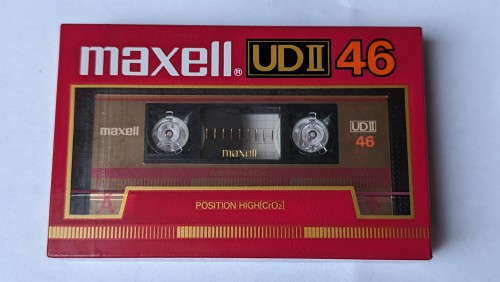 maxell® UDII 46
maxell UDII
46
maxell
A
POSITION·HIGH[CrO2]